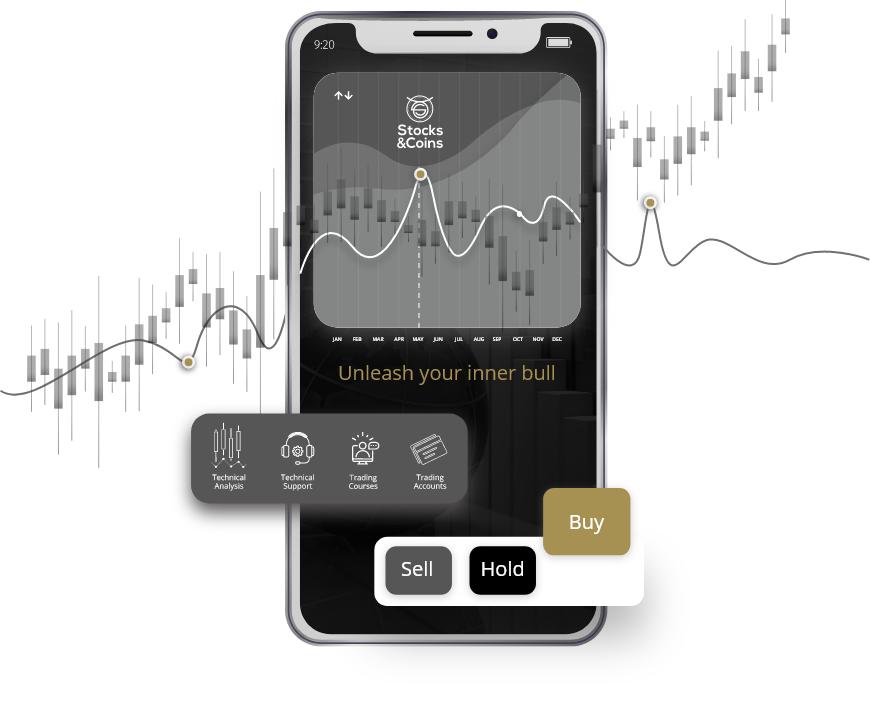 9:20
Stocks
&Coins
JAN FEB MAR APR MAY JUN JUL AUG SEP OCT NOV DEC
Unleash your inner bull
Technical
Analysis
Technical
Support
Trading
Courses
Trading
Accounts
Buy
Sell
Hold